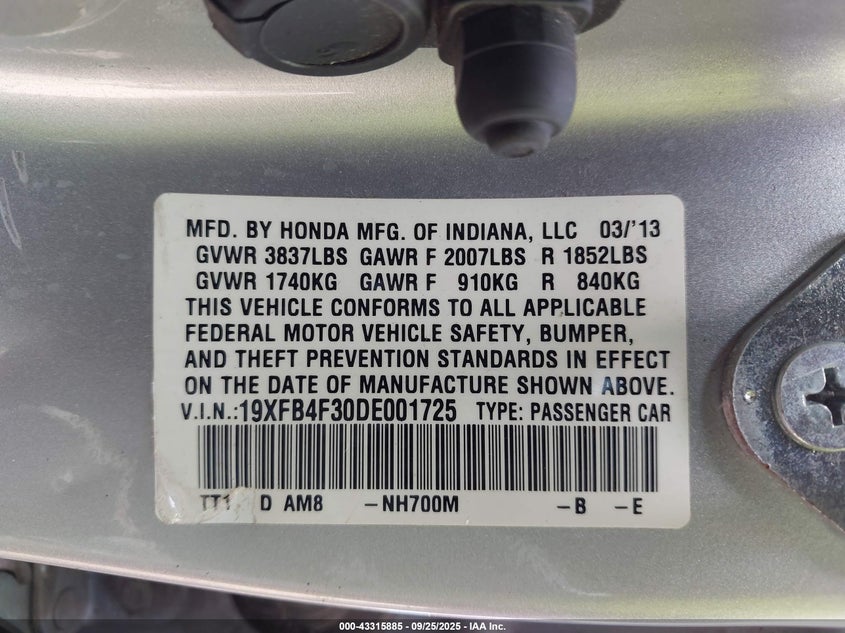 MFD. BY HONDA MFG. OF INDIANA, LLC 03/'13
GVWR 3837LBS GAWR F 2007LBS R 1852LBS
GVWR 1740KG GAWR F 910KG R 840KG
THIS VEHICLE CONFORMS TO ALL APPLICABLE
FEDERAL MOTOR VEHICLE SAFETY, BUMPER,
AND THEFT PREVENTION STANDARDS IN EFFECT
ON THE DATE OF MANUFACTURE SHOWN ABOVE.
V.I.N.:19XFB4F30DE001725 TYPE: PASSENGER CAR
TT1 D AM8 -NH700M -B -E
000-43315885 - 09/25/2025 - IAA Inc.